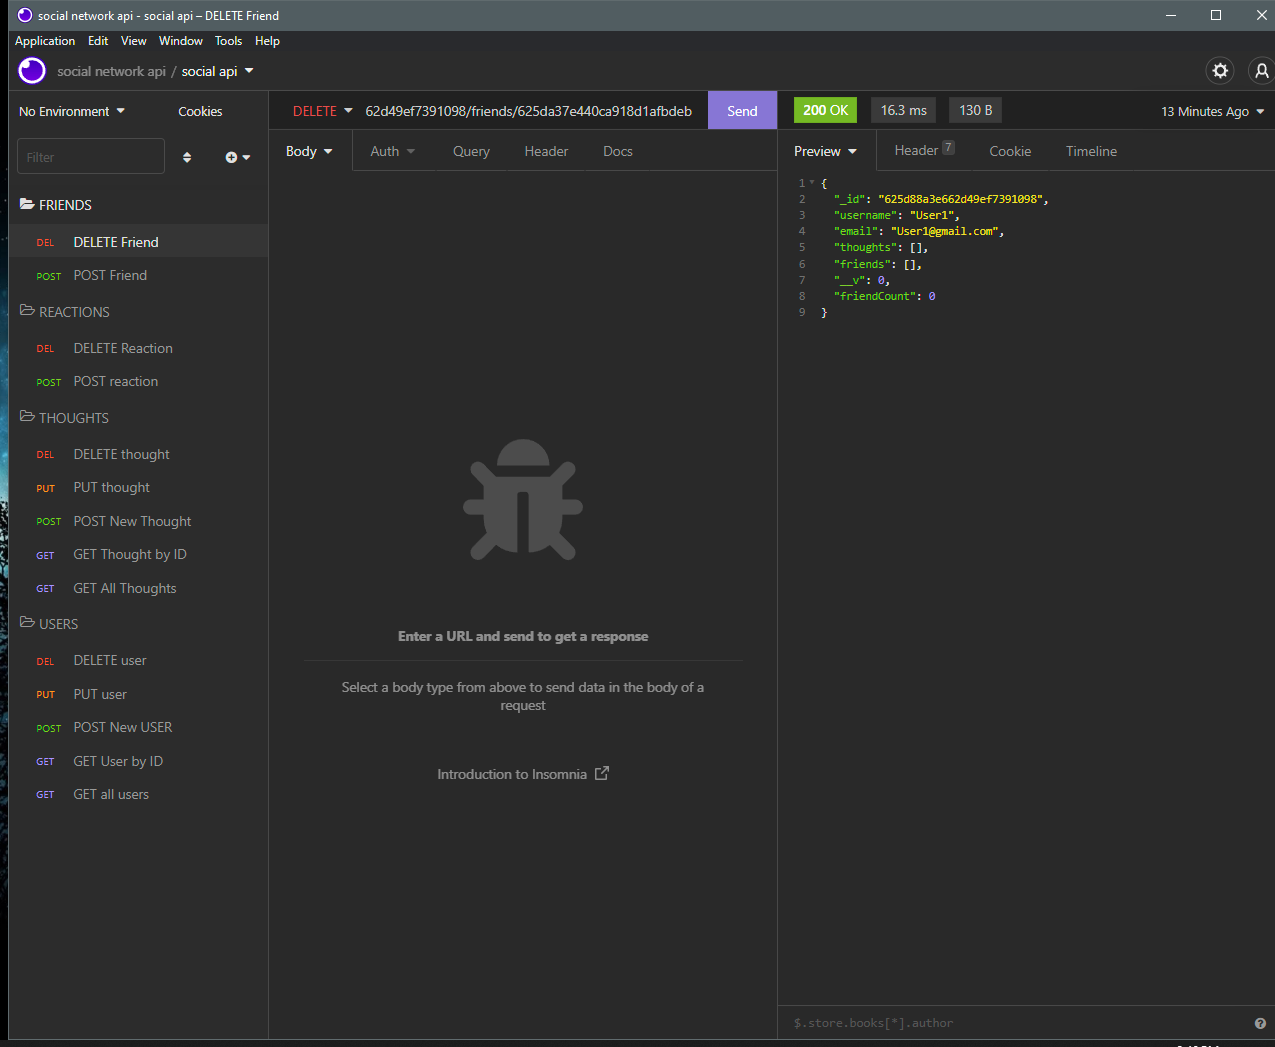 social network api - social api – DELETE Friend
Application Edit View Window Tools Help
social network api / social api
No Environment Cookies
Filter
FRIENDS
DEL DELETE Friend
POST POST Friend
REACTIONS
DEL DELETE Reaction
POST POST reaction
THOUGHTS
DEL DELETE thought
PUT PUT thought
POST POST New Thought
GET GET Thought by ID
GET GET All Thoughts
USERS
DEL DELETE user
PUT PUT user
POST POST New USER
GET GET User by ID
GET GET all users
DELETE 62d49ef7391098/friends/625da37e440ca918d1afbdeb Send
Body Auth Query Header Docs
Enter a URL and send to get a response
Select a body type from above to send data in the body of a
request
Introduction to Insomnia
200 OK 16.3 ms 130 B 13 Minutes Ago
Preview Header 7 Cookie Timeline
1 {
2 "_id": "625d88a3e662d49ef7391098",
3 "username": "User1",
4 "email": "User1@gmail.com",
5 "thoughts": [],
6 "friends": [],
7 "__v": 0,
8 "friendCount": 0
9 }
$.store.books[*].author